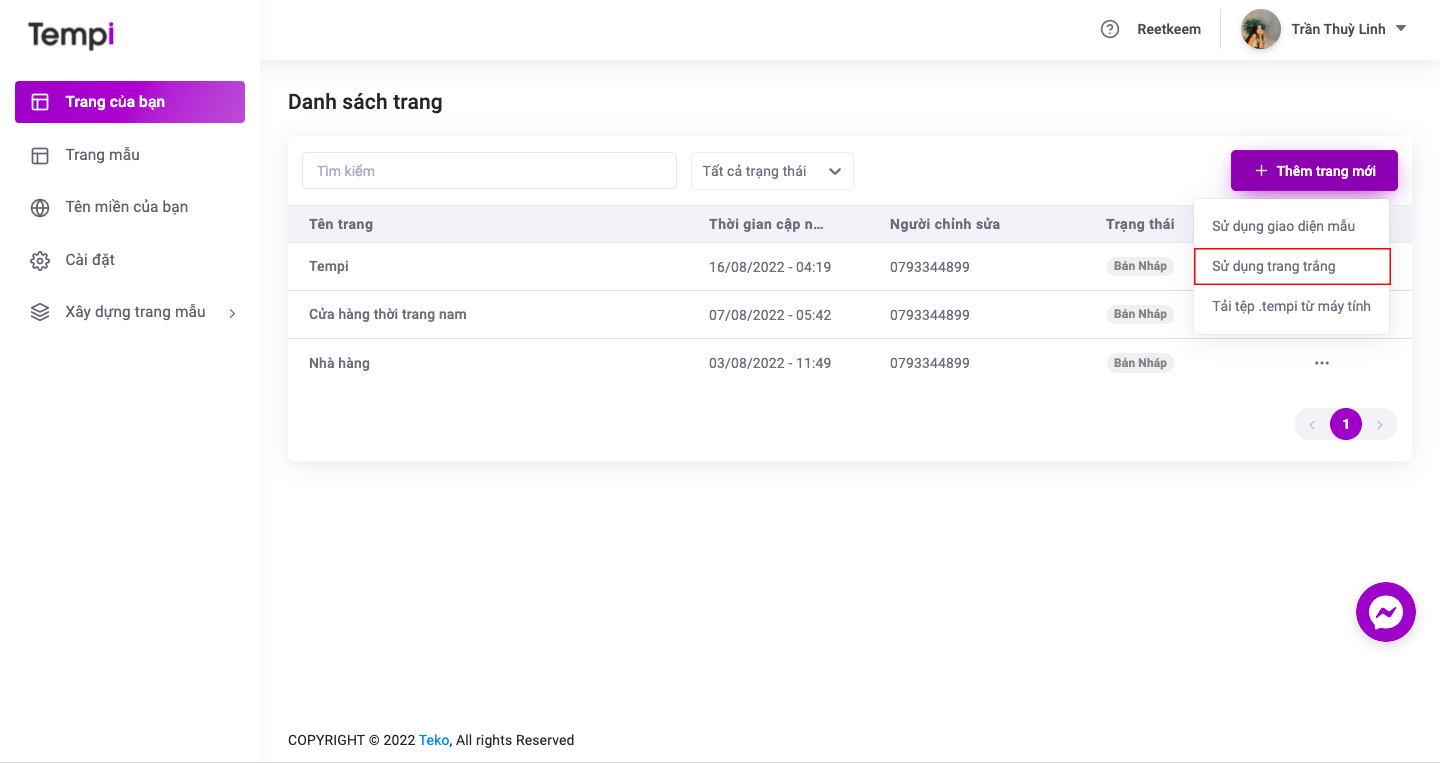 Tempi
Reetkeem
Trần Thuỳ Linh
Trang của bạn
Trang mẫu
Tên miền của bạn
Cài đặt
Xây dựng trang mẫu
Danh sách trang
Tìm kiếm
Tất cả trạng thái
Thêm trang mới
Sử dụng giao diện mẫu
Sử dụng trang trắng
Tải tệp .tempi từ máy tính
Tên trang Thời gian cập n... Người chỉnh sửa Trạng thái
Tempi 16/08/2022 - 04:19 0793344899 Bản Nháp
Cửa hàng thời trang nam 07/08/2022 - 05:42 0793344899 Bản Nháp
Nhà hàng 03/08/2022 - 11:49 0793344899 Bản Nháp
1
COPYRIGHT © 2022 Teko, All rights Reserved